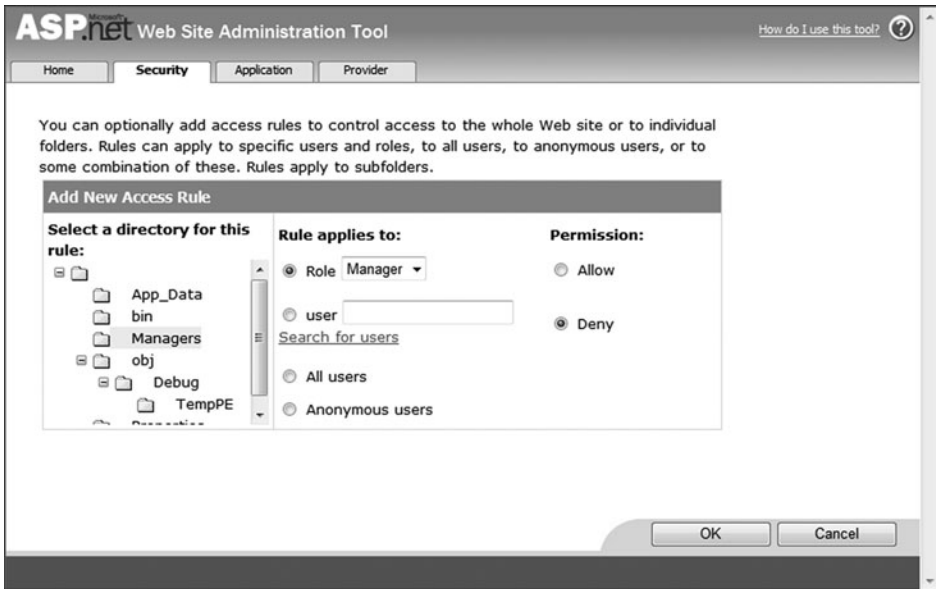 Microsoft
ASP.net Web Site Administration Tool
How do I use this tool? ?
Home Security Application Provider
You can optionally add access rules to control access to the whole Web site or to individual
folders. Rules can apply to specific users and roles, to all users, to anonymous users, or to
some combination of these. Rules apply to subfolders.
Add New Access Rule
Select a directory for this
rule:
App_Data
bin
Managers
obj
Debug
TempPE
Properties
Rule applies to:
Role Manager
user
Search for users
All users
Anonymous users
Permission:
Allow
Deny
OK Cancel